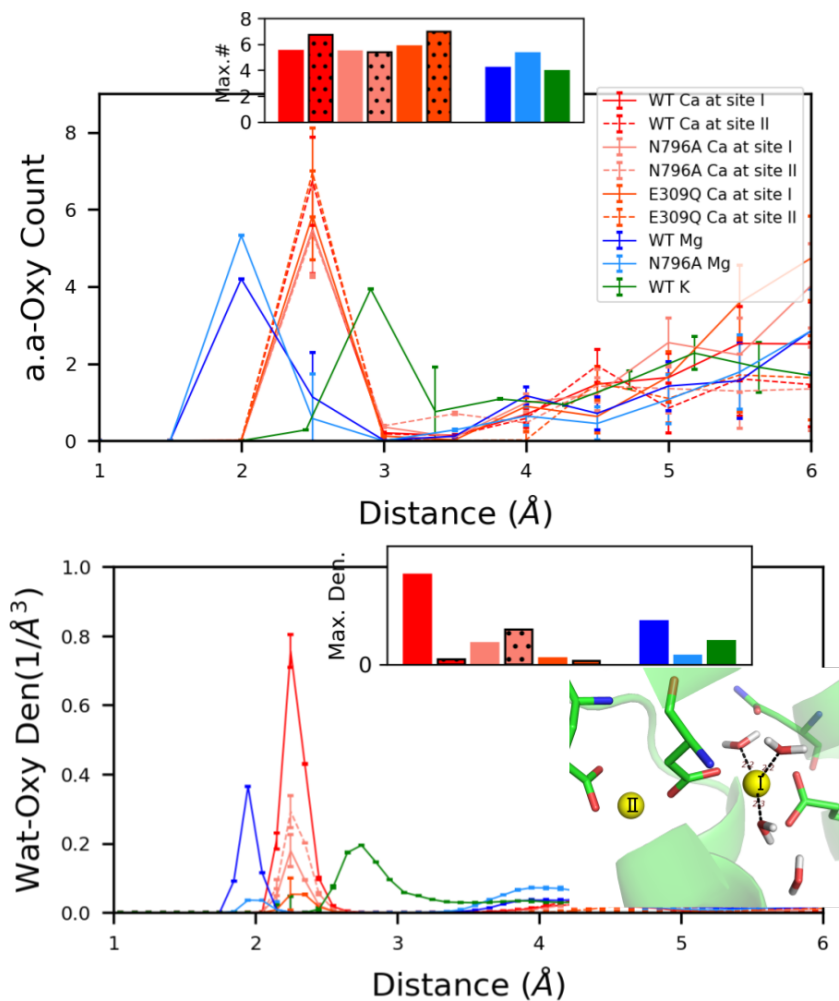 8
6
4
2
0
Max.#
8
6
4
2
0
a.a-Oxy Count
WT Ca at site I
WT Ca at site II
N796A Ca at site I
N796A Ca at site II
E309Q Ca at site I
E309Q Ca at site II
WT Mg
N796A Mg
WT K
1 2 3 4 5 6
Distance (Å)
Max. Den.
0
1.0
0.8
0.6
0.4
0.2
0.0
Wat-Oxy Den(1/Å³)
II
I
1 2 3 4 5 6
Distance (Å)